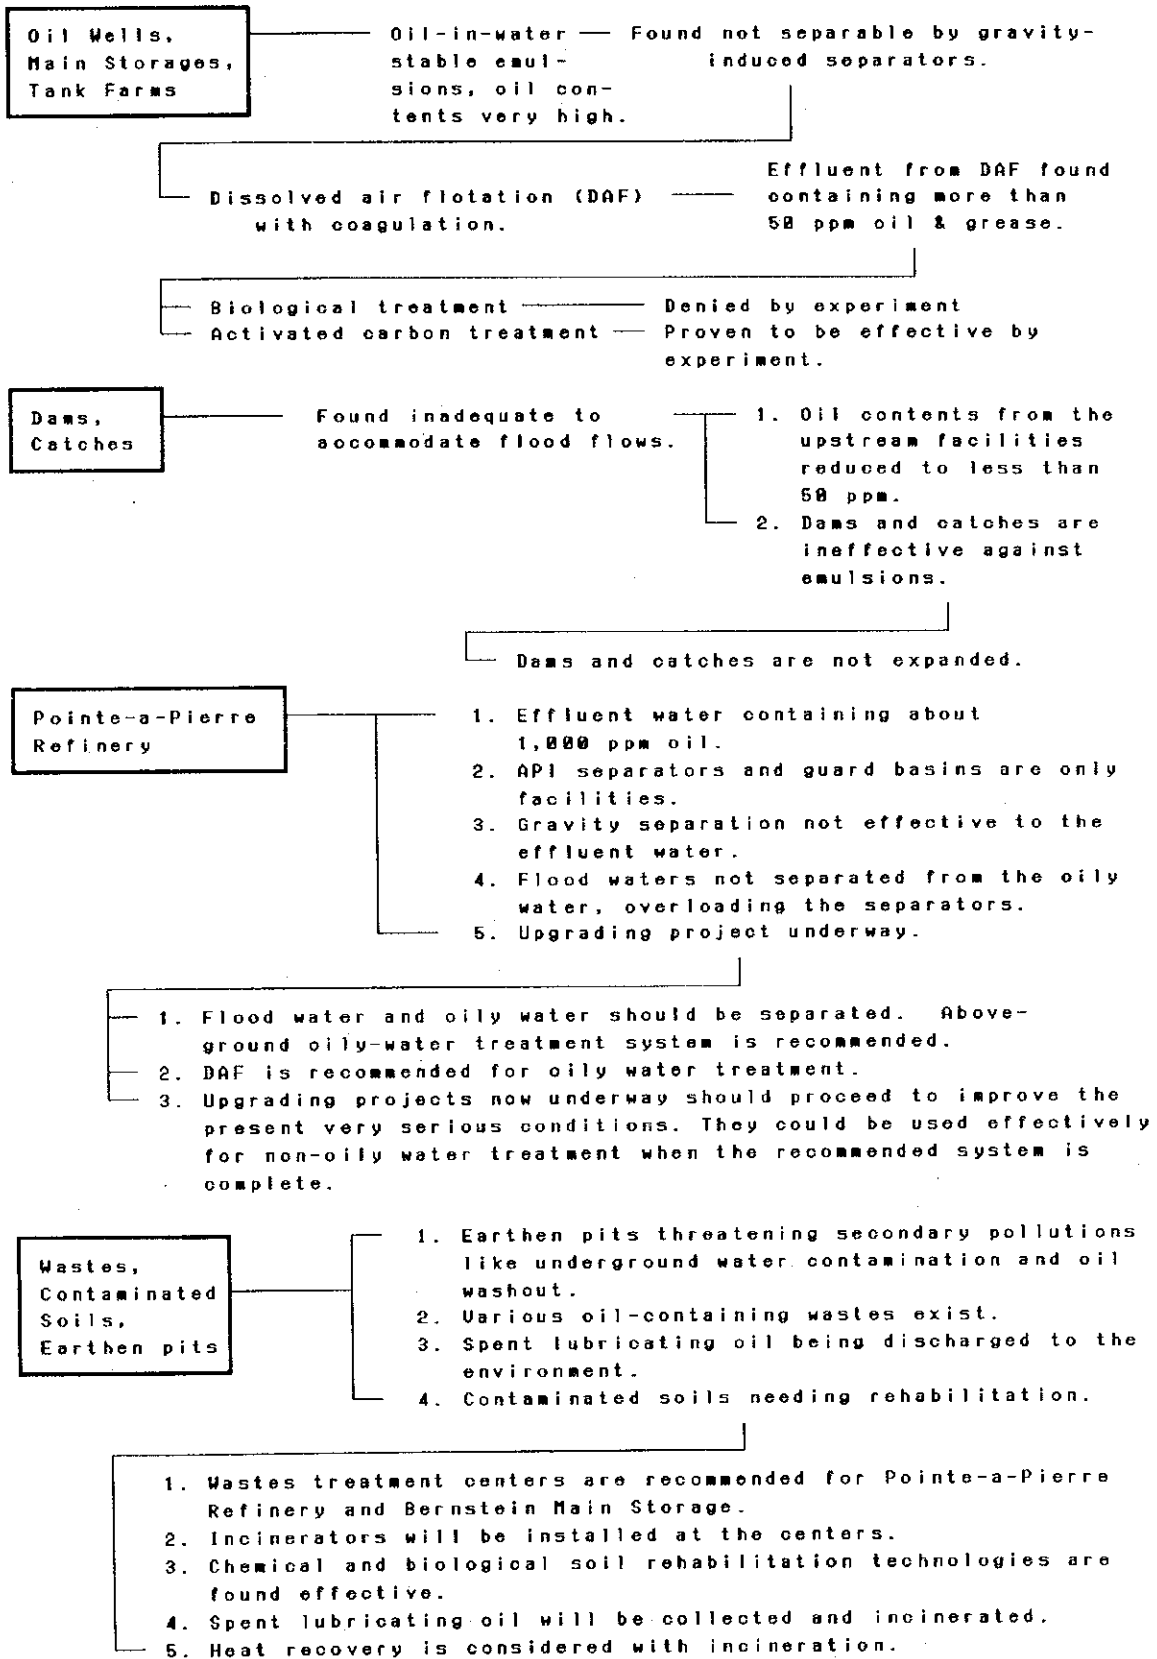 Oil Wells,
Main Storages,
Tank Farms
Oil-in-water
stable emul-
sions, oil con-
tents very high.
Found not separable by gravity-
induced separators.
Dissolved air flotation (DAF)
with coagulation.
Effluent from DAF found
containing more than
50 ppm oil & grease.
Biological treatment
Denied by experiment
Activated carbon treatment
Proven to be effective by
experiment.
Dams,
Catches
Found inadequate to
accommodate flood flows.
1. Oil contents from the
upstream facilities
reduced to less than
50 ppm.
2. Dams and catches are
ineffective against
emulsions.
Dams and catches are not expanded.
Pointe-a-Pierre
Refinery
1. Effluent water containing about
1,000 ppm oil.
2. API separators and guard basins are only
facilities.
3. Gravity separation not effective to the
effluent water.
4. Flood waters not separated from the oily
water, overloading the separators.
5. Upgrading project underway.
1. Flood water and oily water should be separated. Above-
ground oily-water treatment system is recommended.
2. DAF is recommended for oily water treatment.
3. Upgrading projects now underway should proceed to improve the
present very serious conditions. They could be used effectively
for non-oily water treatment when the recommended system is
complete.
Wastes,
Contaminated
Soils,
Earthen pits
1. Earthen pits threatening secondary pollutions
like underground water contamination and oil
washout.
2. Various oil-containing wastes exist.
3. Spent lubricating oil being discharged to the
environment.
4. Contaminated soils needing rehabilitation.
1. Wastes treatment centers are recommended for Pointe-a-Pierre
Refinery and Bernstein Main Storage.
2. Incinerators will be installed at the centers.
3. Chemical and biological soil rehabilitation technologies are
found effective.
4. Spent lubricating oil will be collected and incinerated.
5. Heat recovery is considered with incineration.